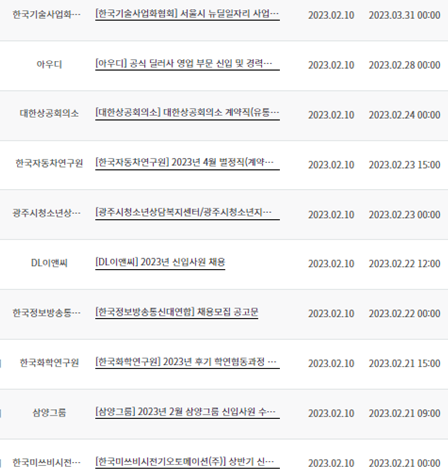 한국기술사업화··· [한국기술사업화협회] 서울시 뉴딜일자리 사업··· 2023.02.10 2023.03.31 00:00
아우디 [아우디] 공식 딜러사 영업 부문 신입 및 경력··· 2023.02.10 2023.02.28 00:00
대한상공회의소 [대한상공회의소] 대한상공회의소 계약직(유통··· 2023.02.10 2023.02.24 00:00
한국자동차연구원 [한국자동차연구원] 2023년 4월 별정직(계약··· 2023.02.10 2023.02.23 15:00
광주시청소년상··· [광주시청소년상담복지센터/광주시청소년지··· 2023.02.10 2023.02.23 00:00
DL이앤씨 [DL이앤씨] 2023년 신입사원 채용 2023.02.10 2023.02.22 12:00
한국정보방송통··· [한국정보방송통신대연합] 채용모집 공고문 2023.02.10 2023.02.22 00:00
한국화학연구원 [한국화학연구원] 2023년 후기 학연협동과정 ··· 2023.02.10 2023.02.21 15:00
삼양그룹 [삼양그룹] 2023년 2월 삼양그룹 신입사원 수··· 2023.02.10 2023.02.21 09:00
한국미쓰비시전··· [한국미쓰비시전기오토메이션(주)] 상반기 신··· 2023.02.10 2023.02.21 00:00